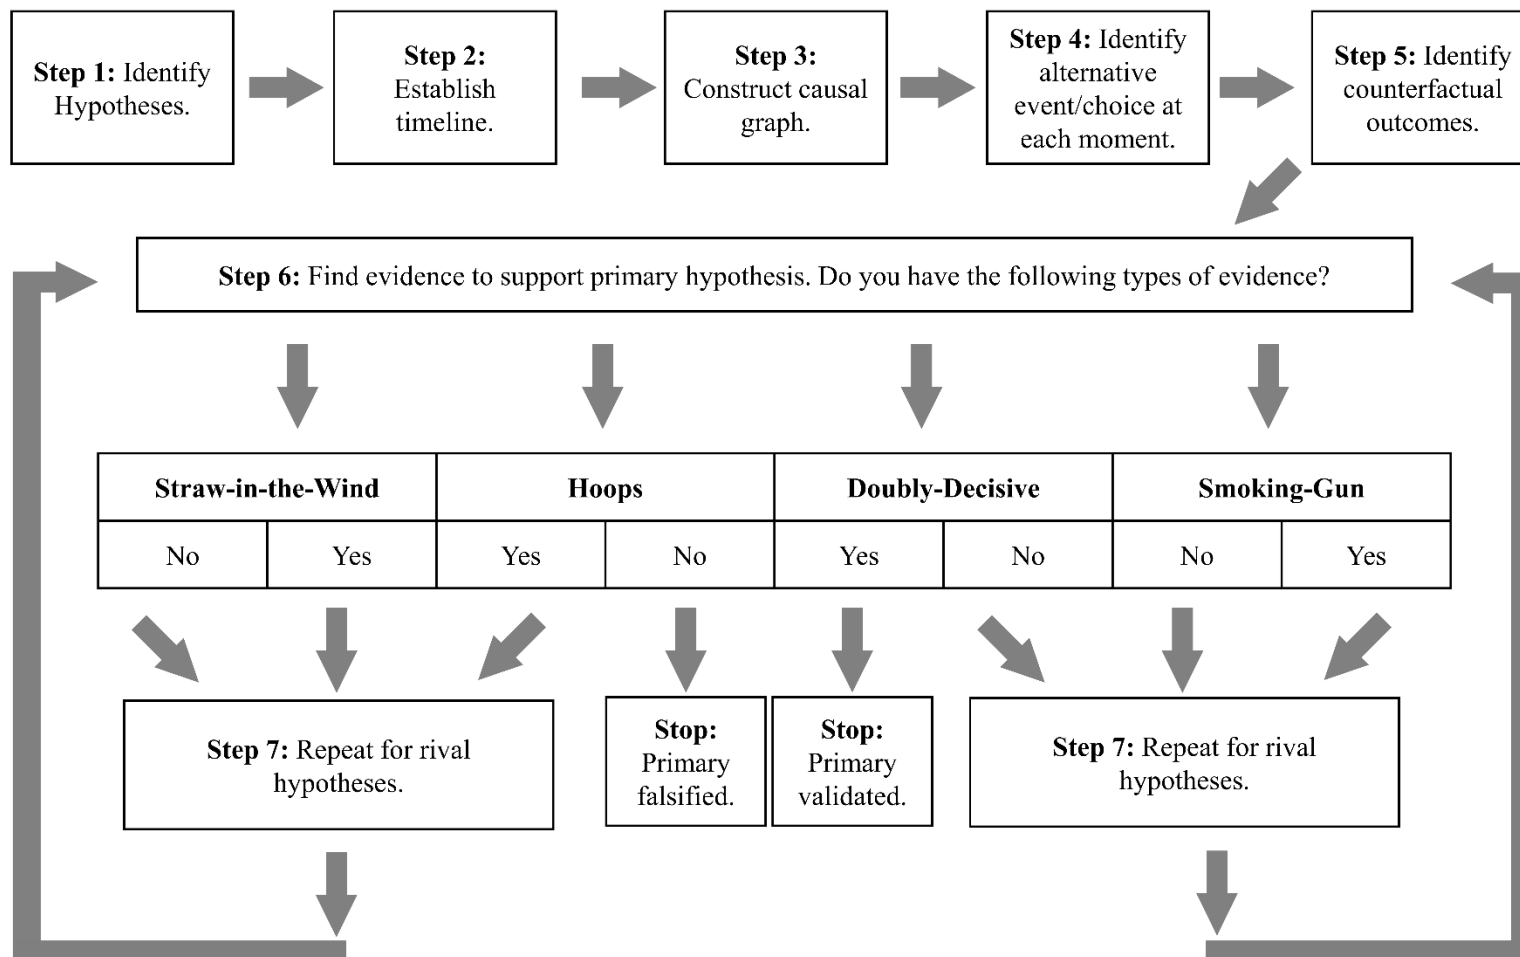 Step 1: Identify
Hypotheses.
Step 2:
Establish
timeline.
Step 3:
Construct causal
graph.
Step 4: Identify
alternative
event/choice at
each moment.
Step 5: Identify
counterfactual
outcomes.
Step 6: Find evidence to support primary hypothesis. Do you have the following types of evidence?
Straw-in-the-Wind
Hoops
Doubly-Decisive
Smoking-Gun
No
Yes
Yes
No
Yes
No
No
Yes
Step 7: Repeat for rival
hypotheses.
Stop:
Primary
falsified.
Stop:
Primary
validated.
Step 7: Repeat for rival
hypotheses.